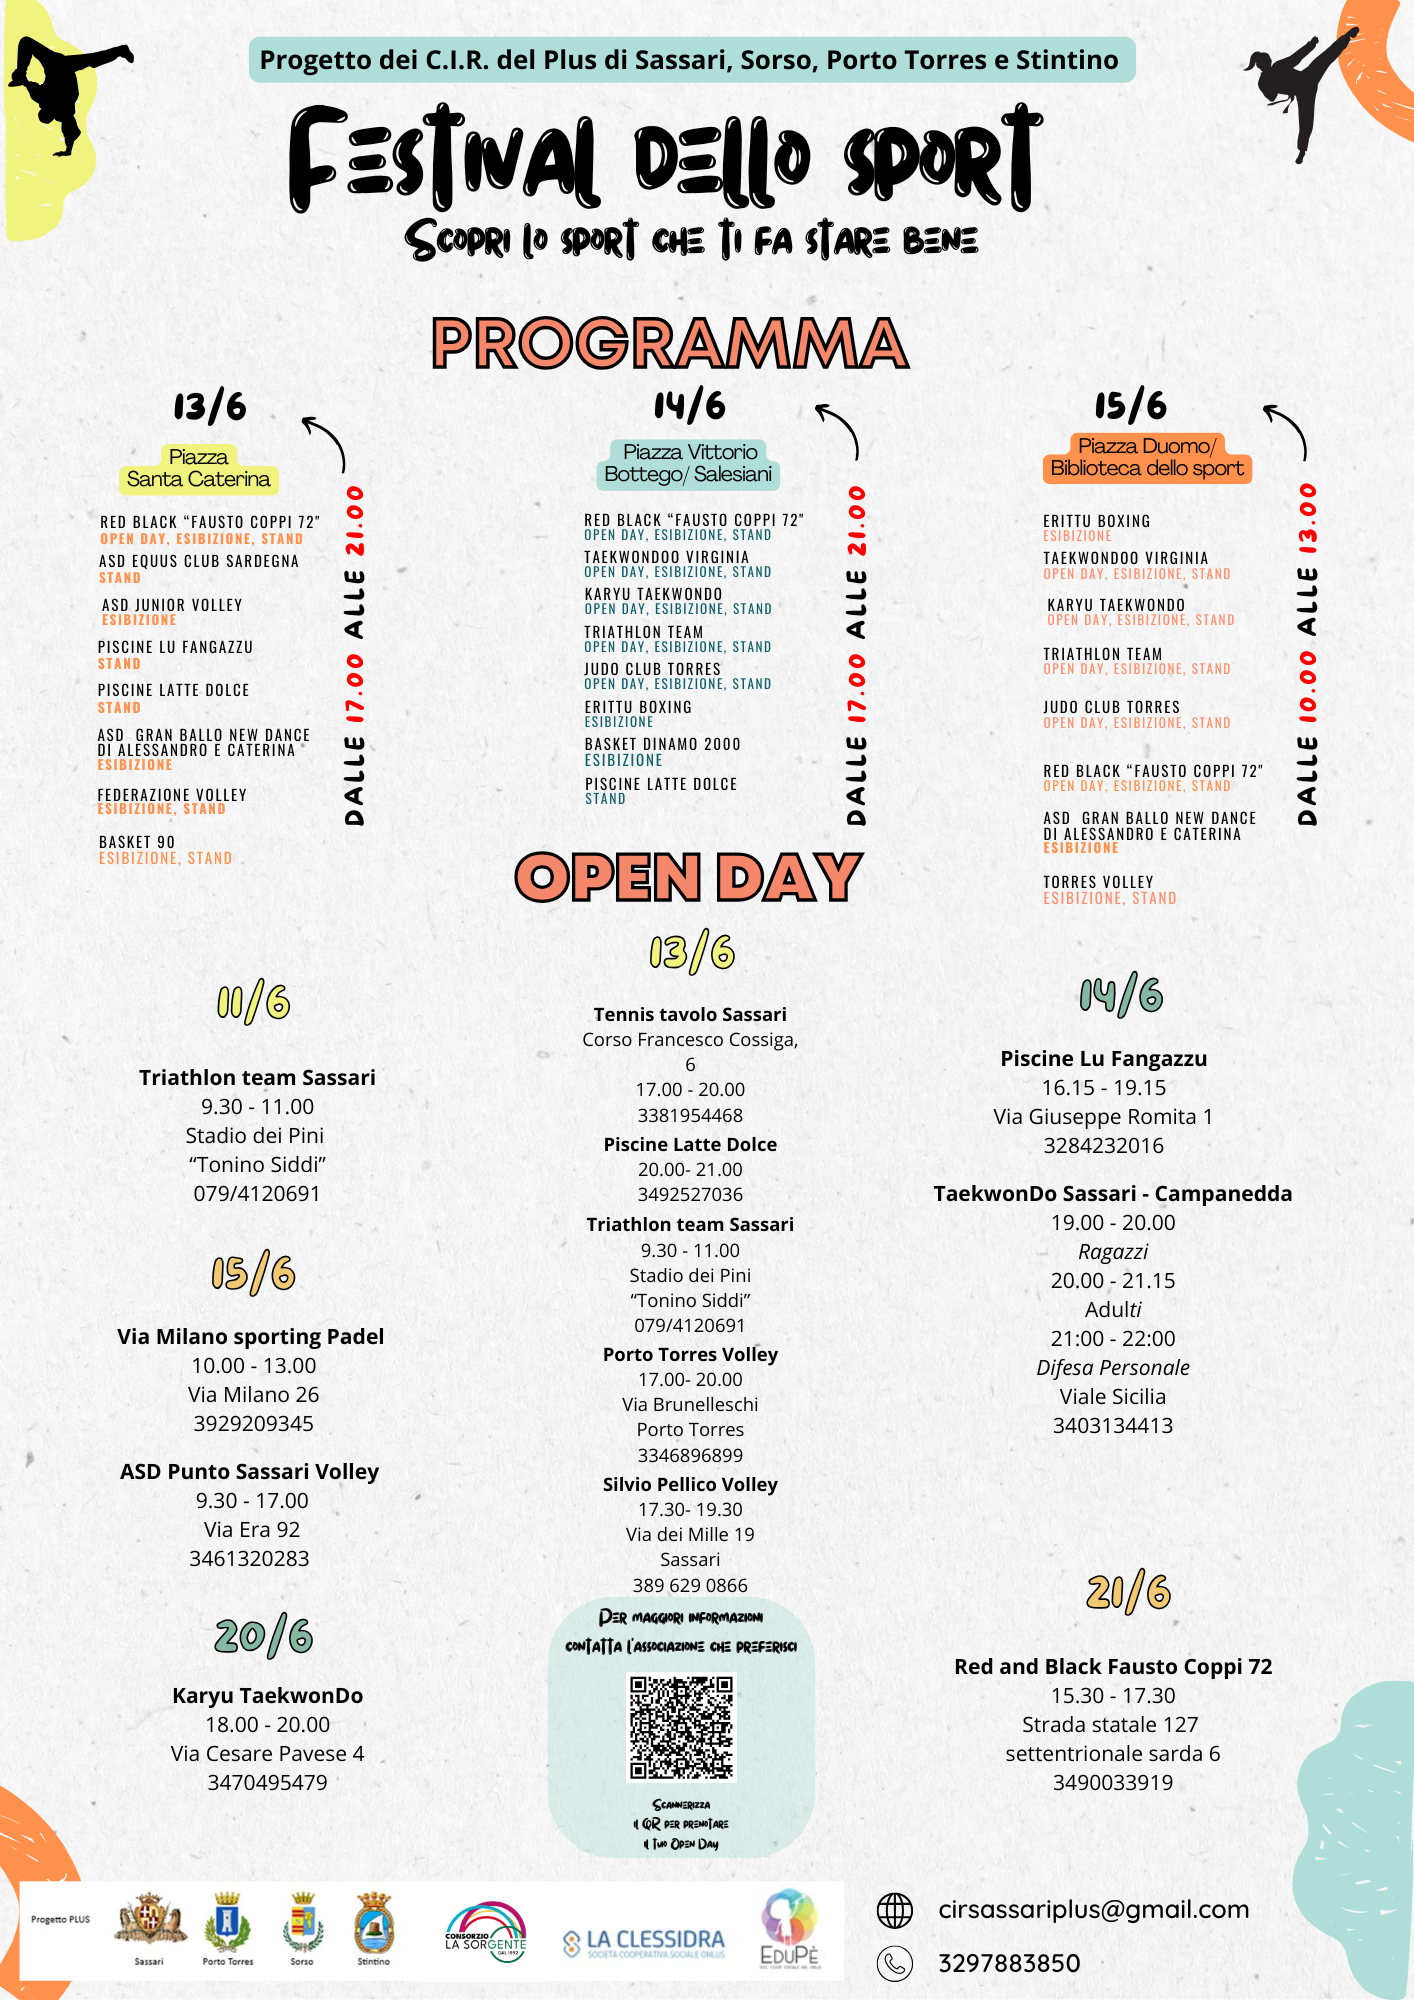 Progetto dei C.I.R. del Plus di Sassari, Sorso, Porto Torres e Stintino
FESTIVAL DELLO SPORT
SCOPRI LO SPORT CHE TI FA STARE BENE
PROGRAMMA
13/6
Piazza
Santa Caterina
RED BLACK “FAUSTO COPPI 72"
OPEN DAY, ESIBIZIONE, STAND
ASD EQUUS CLUB SARDEGNA
STAND
ASD JUNIOR VOLLEY
ESIBIZIONE
PISCINE LU FANGAZZU
STAND
PISCINE LATTE DOLCE
STAND
ASD GRAN BALLO NEW DANCE
DI ALESSANDRO E CATERINA
ESIBIZIONE
FEDERAZIONE VOLLEY
ESIBIZIONE, STAND
BASKET 90
ESIBIZIONE, STAND
DALLE 17.00 ALLE 21.00
14/6
Piazza Vittorio
Bottego/ Salesiani
RED BLACK “FAUSTO COPPI 72"
OPEN DAY, ESIBIZIONE, STAND
TAEKWONDOO VIRGINIA
OPEN DAY, ESIBIZIONE, STAND
KARYU TAEKWONDO
OPEN DAY, ESIBIZIONE, STAND
TRIATHLON TEAM
OPEN DAY, ESIBIZIONE, STAND
JUDO CLUB TORRES
OPEN DAY, ESIBIZIONE, STAND
ERITTU BOXING
ESIBIZIONE
BASKET DINAMO 2000
ESIBIZIONE
PISCINE LATTE DOLCE
STAND
DALLE 17.00 ALLE 21.00
15/6
Piazza Duomo/
Biblioteca dello sport
ERITTU BOXING
ESIBIZIONE
TAEKWONDOO VIRGINIA
OPEN DAY, ESIBIZIONE, STAND
KARYU TAEKWONDO
OPEN DAY, ESIBIZIONE, STAND
TRIATHLON TEAM
OPEN DAY, ESIBIZIONE, STAND
JUDO CLUB TORRES
OPEN DAY, ESIBIZIONE, STAND
RED BLACK “FAUSTO COPPI 72"
OPEN DAY, ESIBIZIONE, STAND
ASD GRAN BALLO NEW DANCE
DI ALESSANDRO E CATERINA
ESIBIZIONE
TORRES VOLLEY
ESIBIZIONE, STAND
DALLE 10.00 ALLE 13.00
OPEN DAY
11/6
Triathlon team Sassari
9.30 - 11.00
Stadio dei Pini
“Tonino Siddi”
079/4120691
15/6
Via Milano sporting Padel
10.00 - 13.00
Via Milano 26
3929209345
ASD Punto Sassari Volley
9.30 - 17.00
Via Era 92
3461320283
20/6
Karyu TaekwonDo
18.00 - 20.00
Via Cesare Pavese 4
3470495479
13/6
Tennis tavolo Sassari
Corso Francesco Cossiga,
6
17.00 - 20.00
3381954468
Piscine Latte Dolce
20.00- 21.00
3492527036
Triathlon team Sassari
9.30 - 11.00
Stadio dei Pini
“Tonino Siddi”
079/4120691
Porto Torres Volley
17.00- 20.00
Via Brunelleschi
Porto Torres
3346896899
Silvio Pellico Volley
17.30- 19.30
Via dei Mille 19
Sassari
389 629 0866
PER MAGGIORI INFORMAZIONI
CONTATTA L'ASSOCIAZIONE CHE PREFERISCI
SCANNERIZZA
IL QR PER PRENOTARE
IL TUO OPEN DAY
14/6
Piscine Lu Fangazzu
16.15 - 19.15
Via Giuseppe Romita 1
3284232016
TaekwonDo Sassari - Campanedda
19.00 - 20.00
Ragazzi
20.00 - 21.15
Adulti
21:00 - 22:00
Difesa Personale
Viale Sicilia
3403134413
21/6
Red and Black Fausto Coppi 72
15.30 - 17.30
Strada statale 127
settentrionale sarda 6
3490033919
Progetto PLUS
Sassari
Porto Torres
Sorso
Stintino
CONSORZIO
LA SORGENTE
DAL 1992
LA CLESSIDRA
SOCIETÀ COOPERATIVA SOCIALE ONLUS
EDUPÈ
cirsassariplus@gmail.com
3297883850